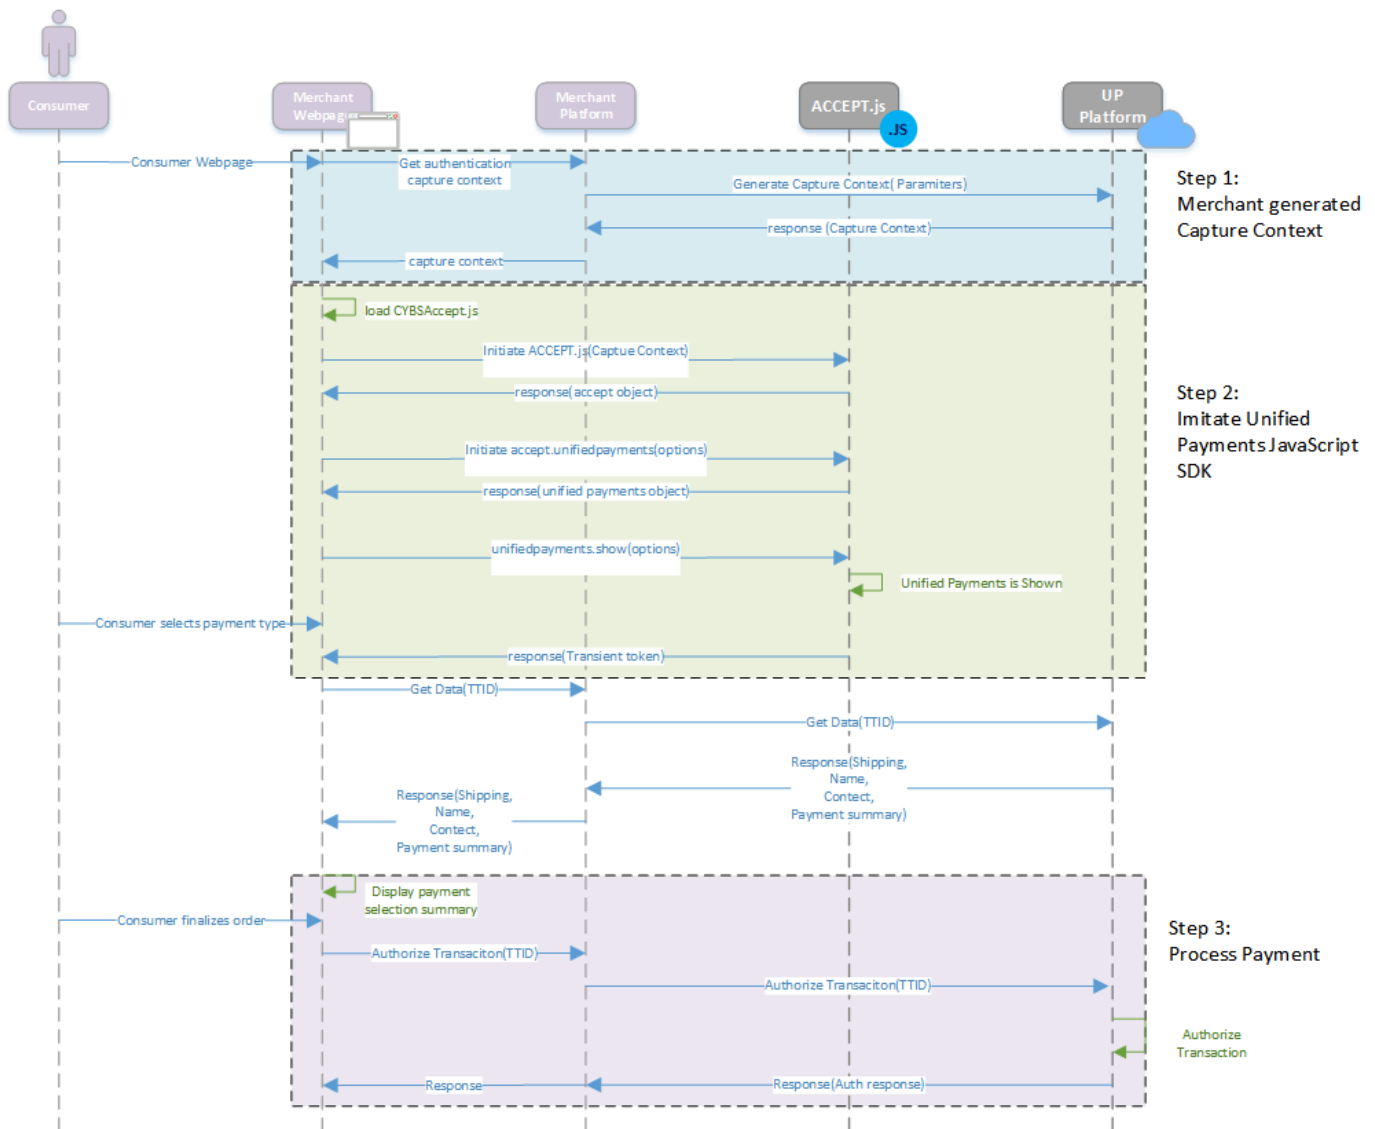 Consumer
Merchant
Webpage
Merchant
Platform
ACCEPT.js
.JS
UP
Platform
Consumer Webpage
Get authentication
capture context
Generate Capture Context( Paramiters)
response (Capture Context)
capture context
Step 1:
Merchant generated
Capture Context
load CYBSAccept.js
Initiate ACCEPT.js(Captue Context)
response(accept object)
Initiate accept.unifiedpayments(options)
response(unified payments object)
unifiedpayments.show(options)
Unified Payments is Shown
Consumer selects payment type
response(Transient token)
Step 2:
Imitate Unified
Payments JavaScript
SDK
Get Data(TTID)
Get Data(TTID)
Response(Shipping,
Name,
Contect,
Payment summary)
Response(Shipping,
Name,
Contect,
Payment summary)
Display payment
selection summary
Consumer finalizes order
Authorize Transaciton(TTID)
Authorize Transaciton(TTID)
Authorize
Transaction
Response
Response(Auth response)
Step 3:
Process Payment